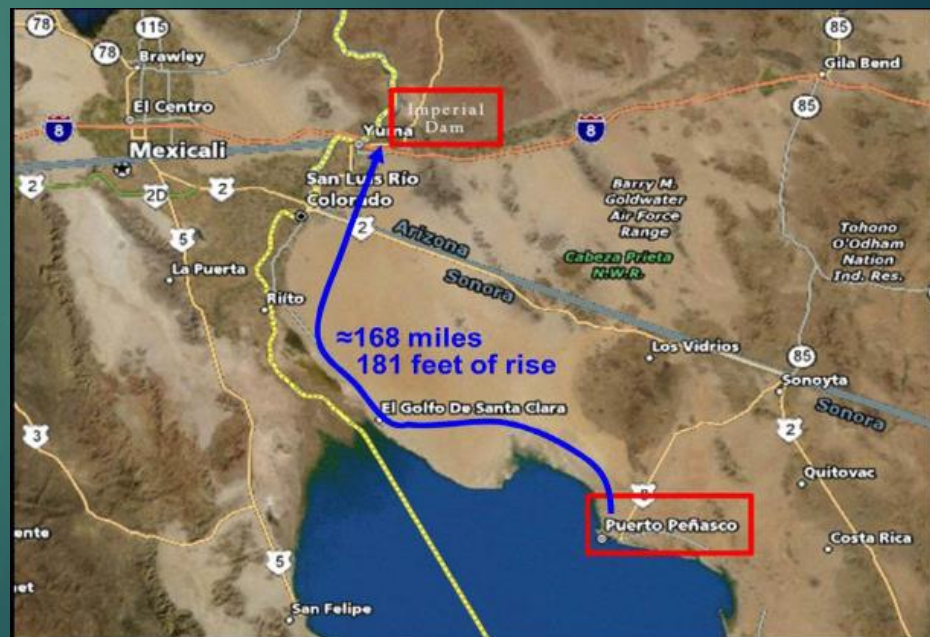 78
115
85
78
Brawley
Gila Bend
El Centro
Imperial
Dam
85
8
Yuma
8
Mexicali
2
2D
2
San Luis Río
Colorado
2
Barry M.
Goldwater
Air Force
Range
Arizona
Tohono
O'Odham
Nation
Ind. Res.
5
Cabeza Prieta
N.W.R.
La Puerta
Sonora
Riíto
≈168 miles
181 feet of rise
Los Vidrios
85
Sonoyta
El Golfo De Santa Clara
Sonora
3
2
Quitovac
8
Puerto Peñasco
ente
Costa Rica
5
et
San Felipe